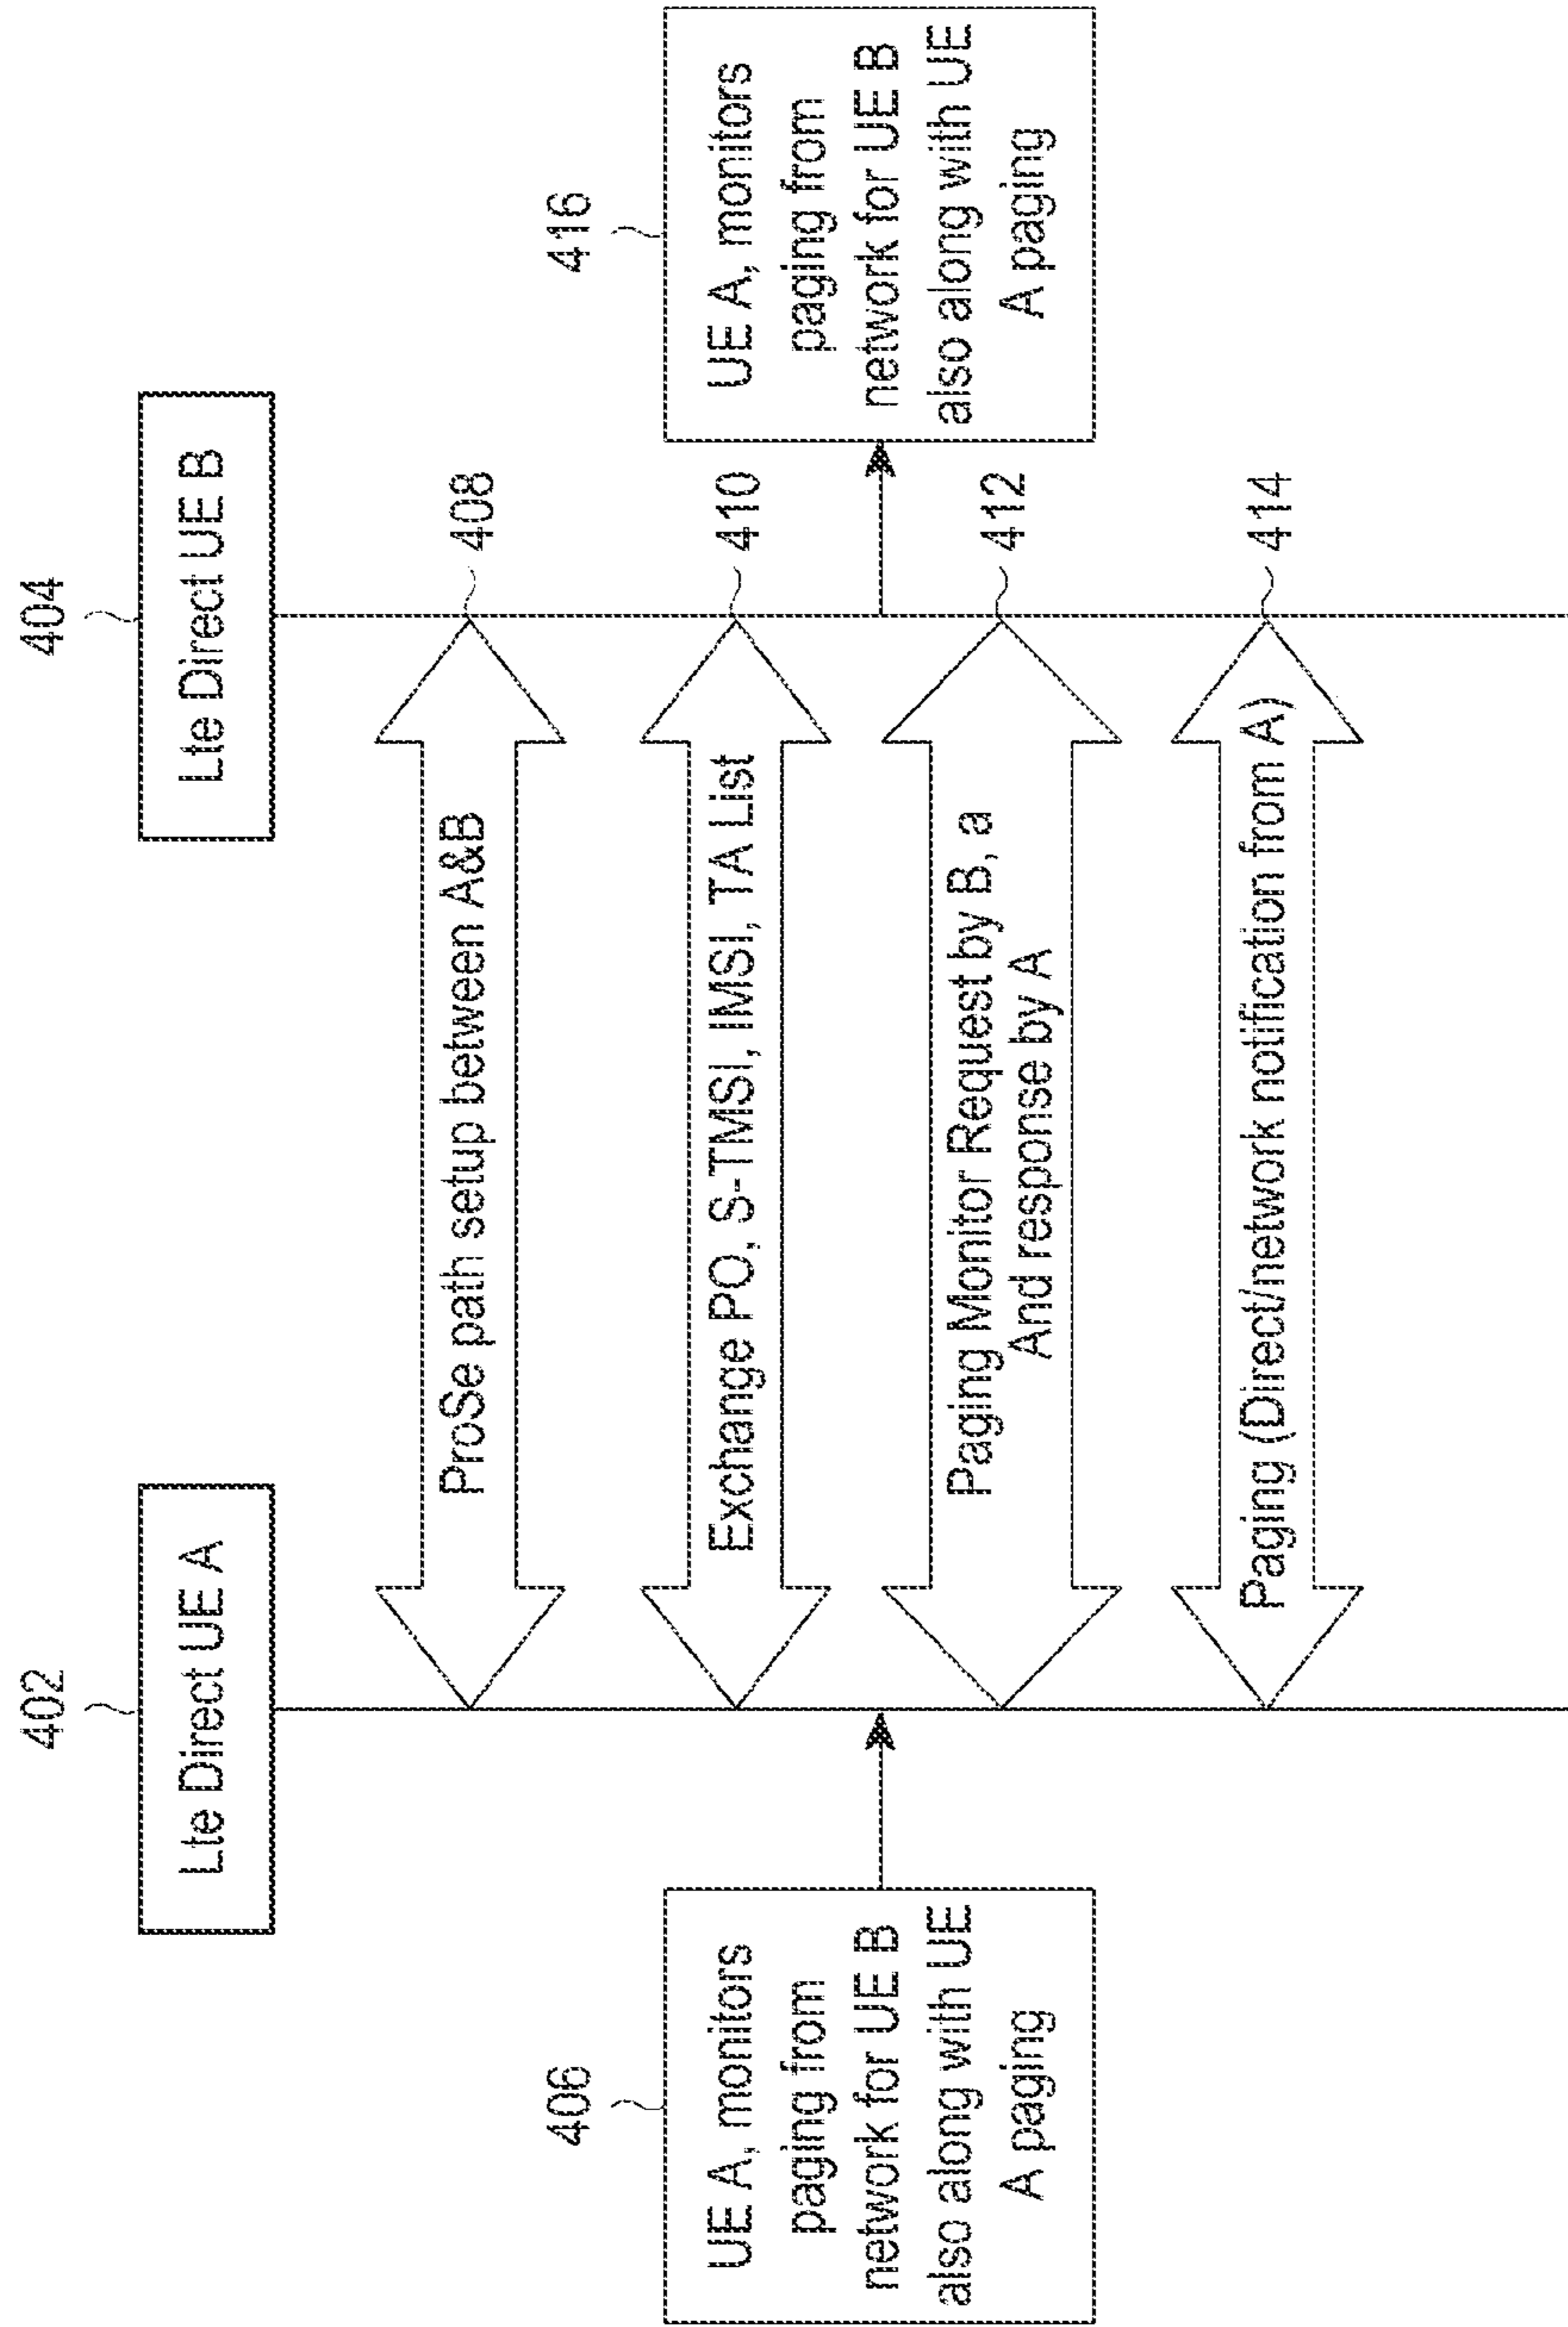 402
404
Lte Direct UE A
Lte Direct UE B
ProSe path setup between A&B
408
406
UE A, monitors
paging from
network for UE B
also along with UE
A paging
Exchange PO, S-TMSI, IMSI, TA List
410
416
UE A, monitors
paging from
network for UE B
also along with UE
A paging
Paging Monitor Request by B, a
And response by A
412
Paging (Direct/network notification from A)
414